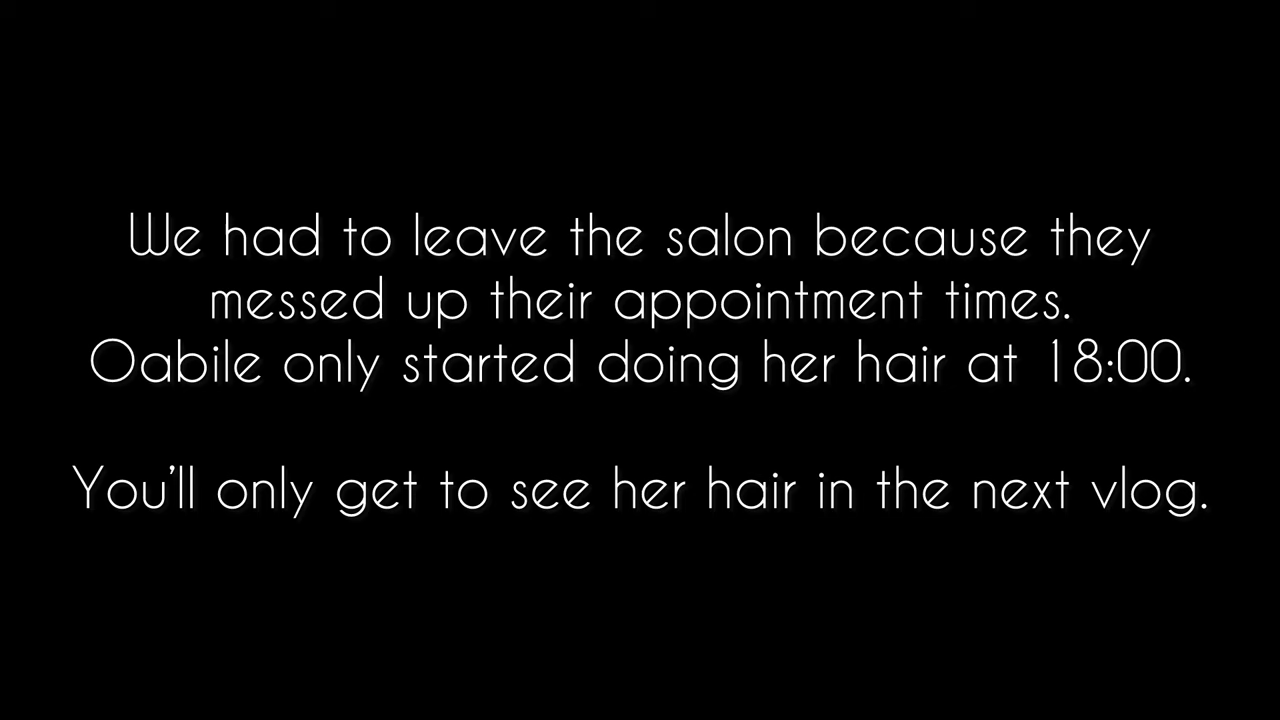 We had to leave the salon because they
messed up their appointment times.
Oabile only started doing her hair at 18:00.
You'll only get to see her hair in the next vlog.